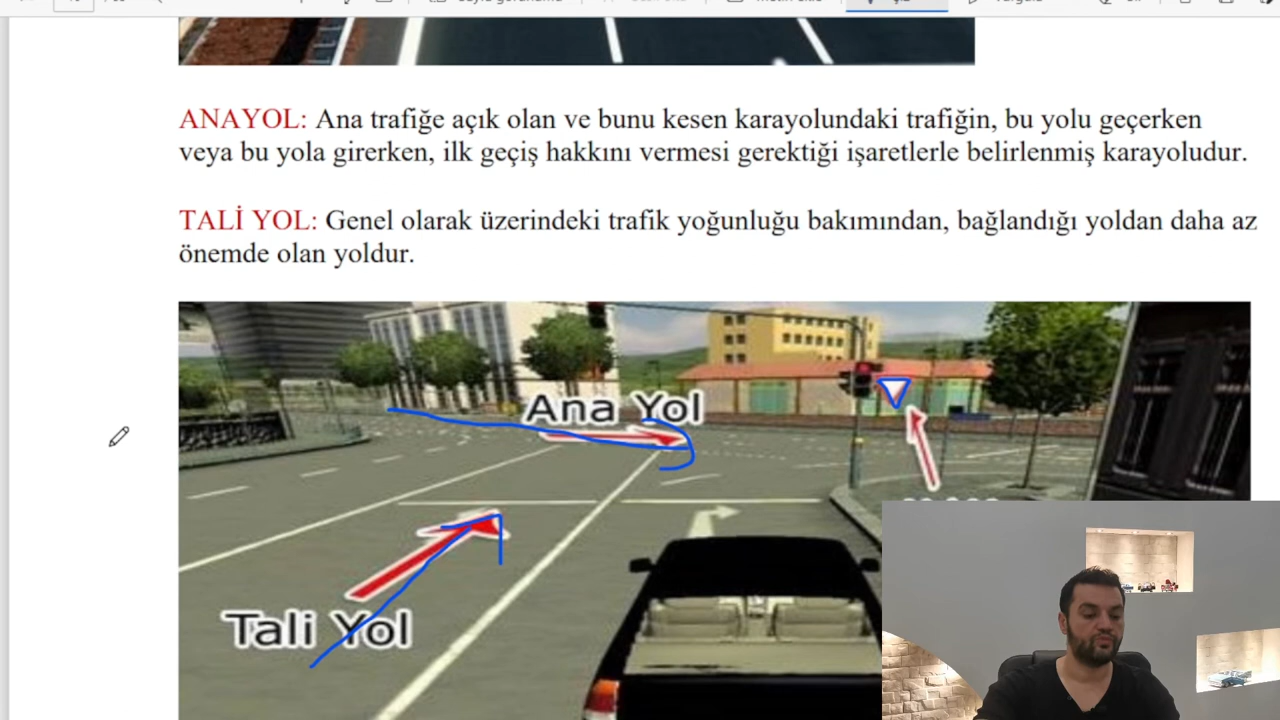 ANAYOL: Ana trafiğe açık olan ve bunu kesen karayolundaki trafiğin, bu yolu geçerken
veya bu yola girerken, ilk geçiş hakkını vermesi gerektiği işaretlerle belirlenmiş karayoludur.
TALİ YOL: Genel olarak üzerindeki trafik yoğunluğu bakımından, bağlandığı yoldan daha az
önemde olan yoldur.
Ana Yol
Tali Yol